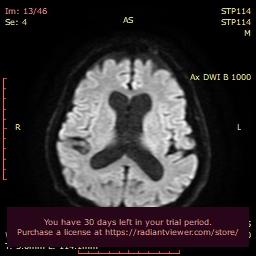 Im: 13/46
Se: 4
AS
STP114
STP114
M
Ax DWI B 1000
R
L
You have 30 days left in your trial period.
Purchase a license at https://radiantviewer.com/store/